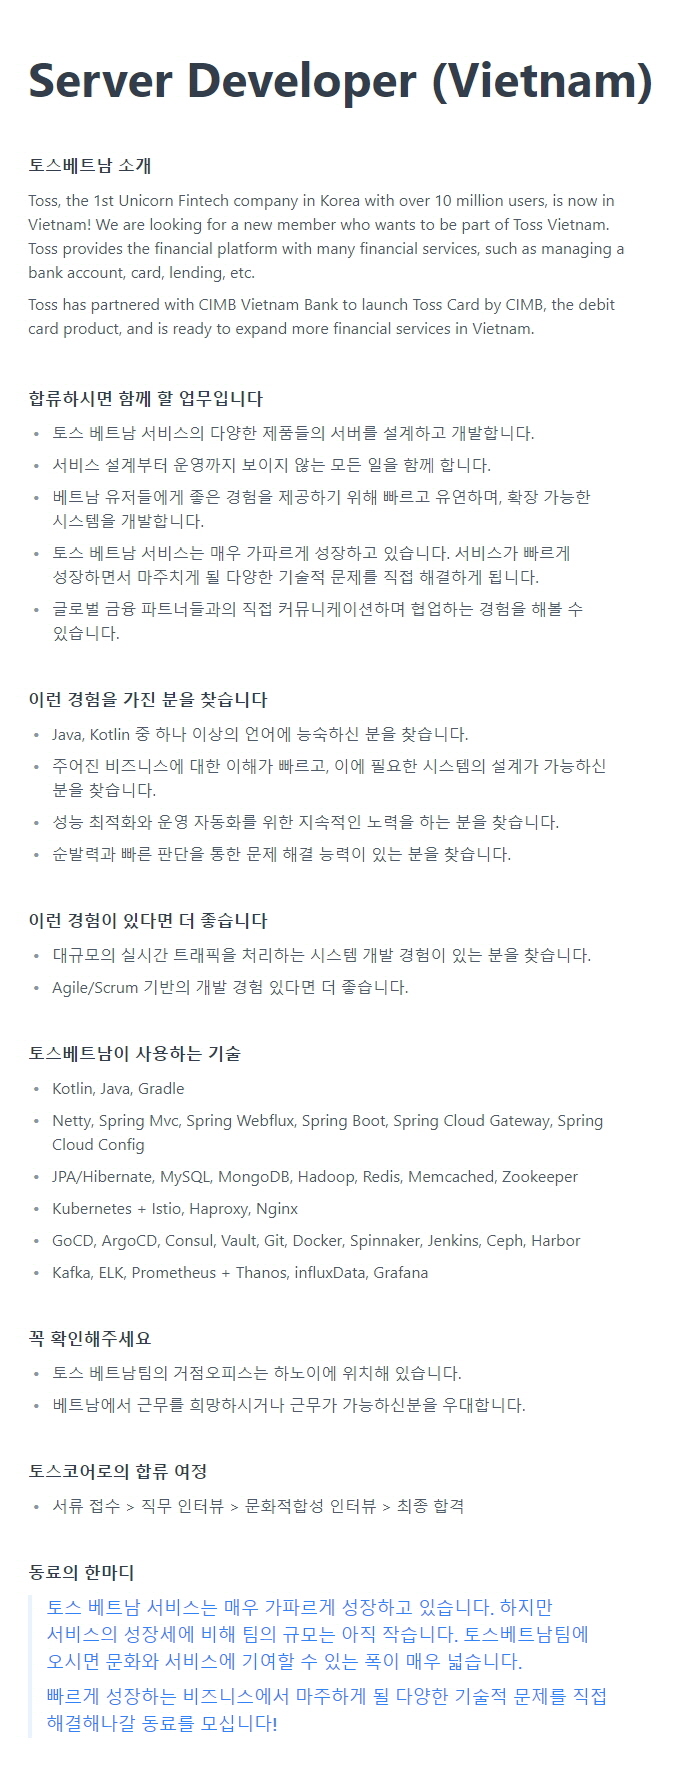 Server Developer (Vietnam)
토스베트남 소개
Toss, the 1st Unicorn Fintech company in Korea with over 10 million users, is now in
Vietnam! We are looking for a new member who wants to be part of Toss Vietnam.
Toss provides the financial platform with many financial services, such as managing a
bank account, card, lending, etc.
Toss has partnered with CIMB Vietnam Bank to launch Toss Card by CIMB, the debit
card product, and is ready to expand more financial services in Vietnam.
합류하시면 함께 할 업무입니다
• 토스 베트남 서비스의 다양한 제품들의 서버를 설계하고 개발합니다.
• 서비스 설계부터 운영까지 보이지 않는 모든 일을 함께 합니다.
• 베트남 유저들에게 좋은 경험을 제공하기 위해 빠르고 유연하며, 확장 가능한
시스템을 개발합니다.
• 토스 베트남 서비스는 매우 가파르게 성장하고 있습니다. 서비스가 빠르게
성장하면서 마주치게 될 다양한 기술적 문제를 직접 해결하게 됩니다.
• 글로벌 금융 파트너들과의 직접 커뮤니케이션하며 협업하는 경험을 해볼 수
있습니다.
이런 경험을 가진 분을 찾습니다
• Java, Kotlin 중 하나 이상의 언어에 능숙하신 분을 찾습니다.
• 주어진 비즈니스에 대한 이해가 빠르고, 이에 필요한 시스템의 설계가 가능하신
분을 찾습니다.
• 성능 최적화와 운영 자동화를 위한 지속적인 노력을 하는 분을 찾습니다.
• 순발력과 빠른 판단을 통한 문제 해결 능력이 있는 분을 찾습니다.
이런 경험이 있다면 더 좋습니다
• 대규모의 실시간 트래픽을 처리하는 시스템 개발 경험이 있는 분을 찾습니다.
• Agile/Scrum 기반의 개발 경험 있다면 더 좋습니다.
토스베트남이 사용하는 기술
• Kotlin, Java, Gradle
• Netty, Spring Mvc, Spring Webflux, Spring Boot, Spring Cloud Gateway, Spring
Cloud Config
• JPA/Hibernate, MySQL, MongoDB, Hadoop, Redis, Memcached, Zookeeper
• Kubernetes + Istio, Haproxy, Nginx
• GoCD, ArgoCD, Consul, Vault, Git, Docker, Spinnaker, Jenkins, Ceph, Harbor
• Kafka, ELK, Prometheus + Thanos, influxData, Grafana
꼭 확인해주세요
• 토스 베트남팀의 거점오피스는 하노이에 위치해 있습니다.
• 베트남에서 근무를 희망하시거나 근무가 가능하신분을 우대합니다.
토스코어로의 합류 여정
• 서류 접수 > 직무 인터뷰 > 문화적합성 인터뷰 > 최종 합격
동료의 한마디
토스 베트남 서비스는 매우 가파르게 성장하고 있습니다. 하지만
서비스의 성장세에 비해 팀의 규모는 아직 작습니다. 토스베트남팀에
오시면 문화와 서비스에 기여할 수 있는 폭이 매우 넓습니다.
빠르게 성장하는 비즈니스에서 마주하게 될 다양한 기술적 문제를 직접
해결해나갈 동료를 모십니다!